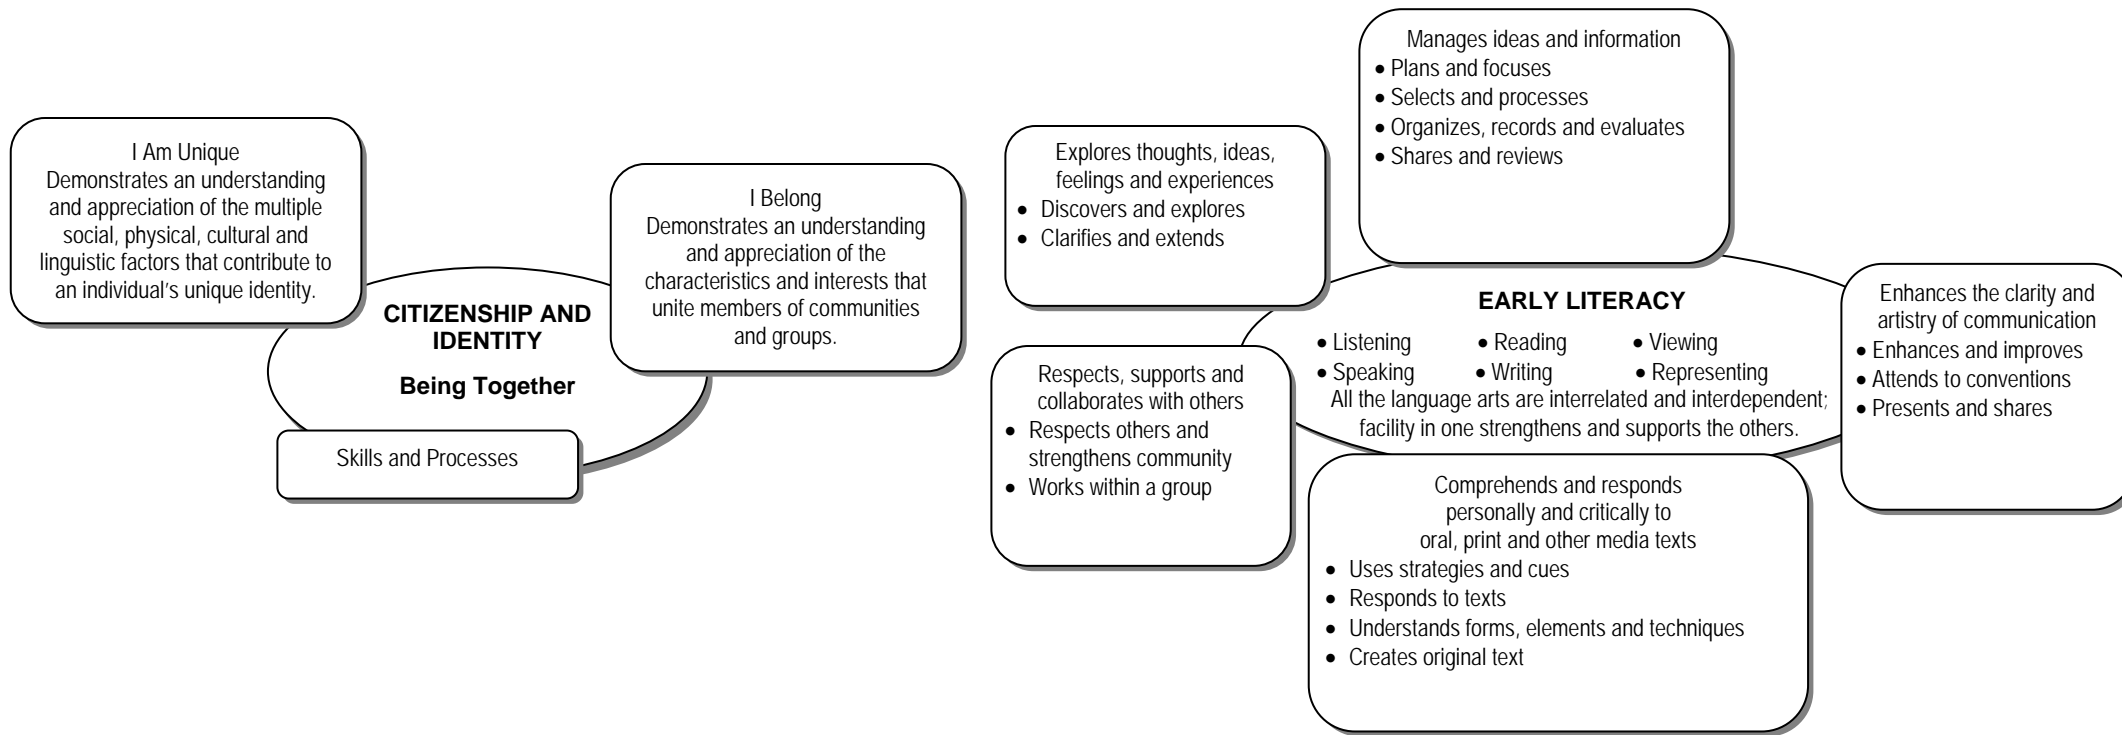 I Am Unique
Demonstrates an understanding
and appreciation of the multiple
social, physical, cultural and
linguistic factors that contribute to
an individual’s unique identity.
I Belong
Demonstrates an understanding
and appreciation of the
characteristics and interests that
unite members of communities
and groups.
CITIZENSHIP AND
IDENTITY
Being Together
Skills and Processes
Manages ideas and information
• Plans and focuses
• Selects and processes
• Organizes, records and evaluates
• Shares and reviews
Explores thoughts, ideas,
feelings and experiences
• Discovers and explores
• Clarifies and extends
EARLY LITERACY
• Listening • Reading • Viewing
• Speaking • Writing • Representing
All the language arts are interrelated and interdependent;
facility in one strengthens and supports the others.
Enhances the clarity and
artistry of communication
• Enhances and improves
• Attends to conventions
• Presents and shares
Respects, supports and
collaborates with others
• Respects others and
strengthens community
• Works within a group
Comprehends and responds
personally and critically to
oral, print and other media texts
• Uses strategies and cues
• Responds to texts
• Understands forms, elements and techniques
• Creates original text